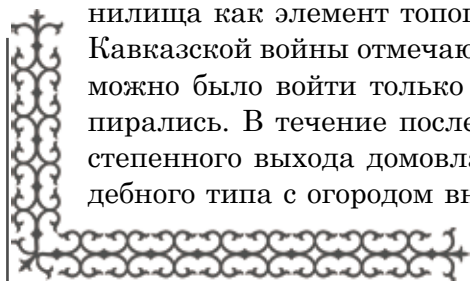 нилища как элемент топог
Кавказской войны отмечаю
можно было войти только
пирались. В течение после
степенного выхода домовла
дебного типа с огородом вн